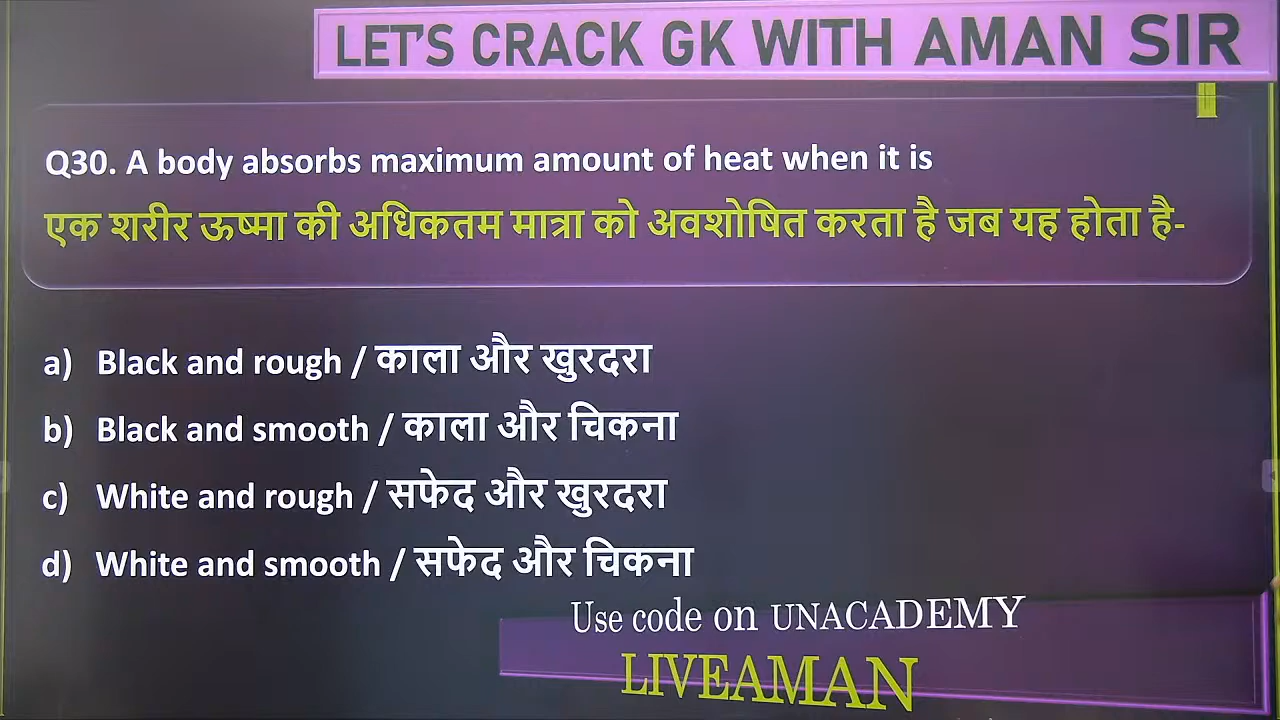 LET'S CRACK GK WITH AMAN SIR
Q30. A body absorbs maximum amount of heat when it is
एक शरीर ऊष्मा की अधिकतम मात्रा को अवशोषित करता है जब यह होता है-
a) Black and rough / काला और खुरदरा
b) Black and smooth / काला और चिकना
c) White and rough / सफेद और खुरदरा
d) White and smooth / सफेद और चिकना
Use code on UNACADEMY
LIVEAMAN